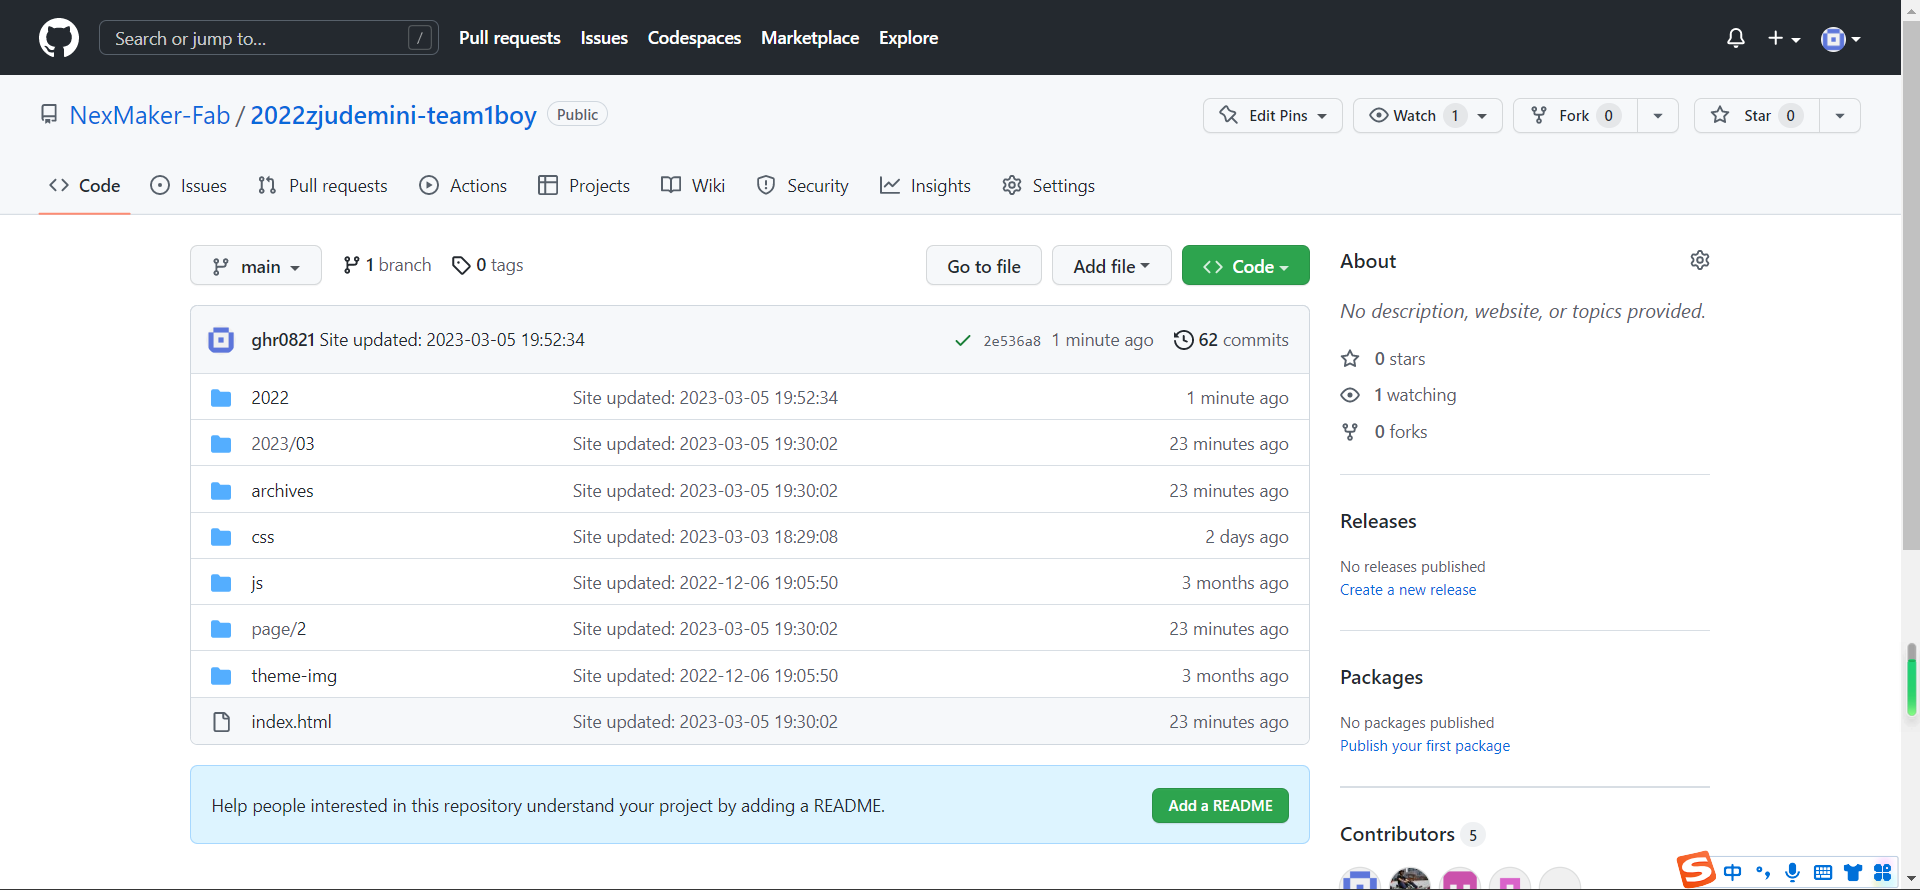 Search or jump to... / Pull requests Issues Codespaces Marketplace Explore
NexMaker-Fab / 2022zjudemini-team1boy Public Edit Pins Watch 1 Fork 0 Star 0
Code Issues Pull requests Actions Projects Wiki Security Insights Settings
main 1 branch 0 tags Go to file Add file Code
ghr0821 Site updated: 2023-03-05 19:52:34 2e536a8 1 minute ago 62 commits
2022 Site updated: 2023-03-05 19:52:34 1 minute ago
2023/03 Site updated: 2023-03-05 19:30:02 23 minutes ago
archives Site updated: 2023-03-05 19:30:02 23 minutes ago
css Site updated: 2023-03-03 18:29:08 2 days ago
js Site updated: 2022-12-06 19:05:50 3 months ago
page/2 Site updated: 2023-03-05 19:30:02 23 minutes ago
theme-img Site updated: 2022-12-06 19:05:50 3 months ago
index.html Site updated: 2023-03-05 19:30:02 23 minutes ago
Help people interested in this repository understand your project by adding a README. Add a README
About
No description, website, or topics provided.
0 stars
1 watching
0 forks
Releases
No releases published
Create a new release
Packages
No packages published
Publish your first package
Contributors 5
S 中